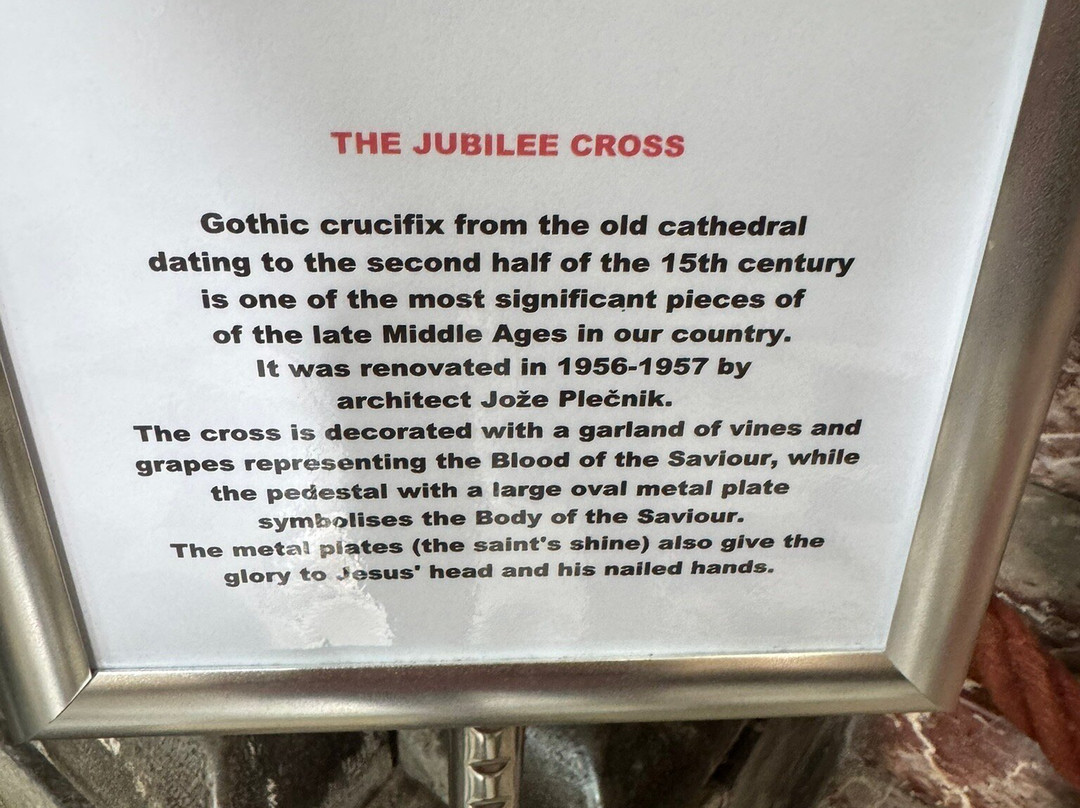 THE JUBILEE CROSS
Gothic crucifix from the old cathedral
dating to the second half of the 15th century
is one of the most significant pieces of
of the late Middle Ages in our country.
It was renovated in 1956-1957 by
architect Jože Plečnik.
The cross is decorated with a garland of vines and
grapes representing the Blood of the Saviour, while
the pedestal with a large oval metal plate
symbolises the Body of the Saviour.
The metal plates (the saint's shine) also give the
glory to Jesus' head and his nailed hands.